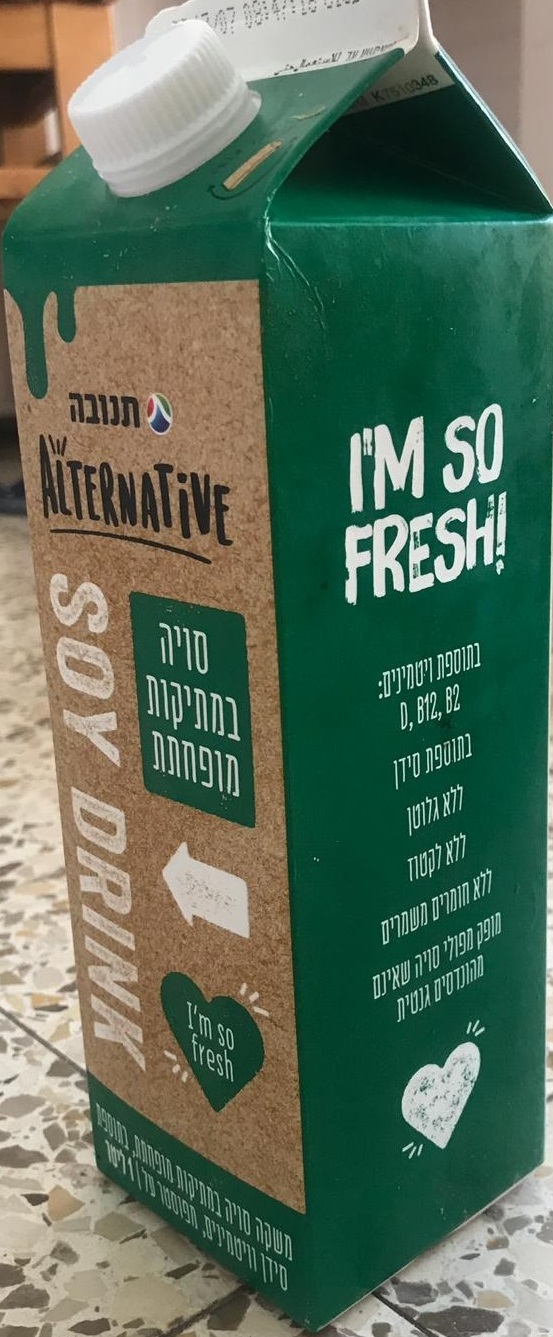 K7510348
תנובה
ALTERNATIVE
SOY DRINK
סויה
במתיקות
מופחתת
I'm so
fresh
משקה סויה במתיקות מופחתת, בתוספת
סידן וויטמינים, מפוסטר 1 ליטר
I'M SO
FRESH!
בתוספת ויטמינים:
D, B12, B2
בתוספת סידן
ללא גלוטן
ללא לקטוז
ללא חומרים משמרים
מופק מפולי סויה שאינם
מהונדסים גנטית